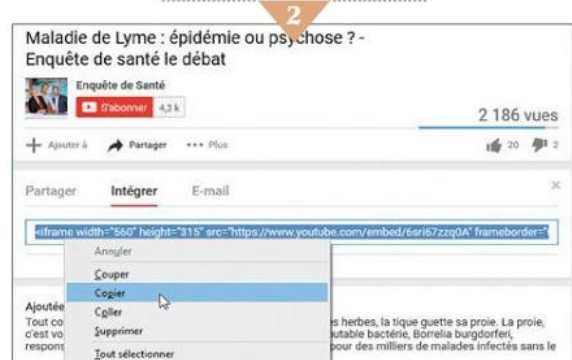 2
Maladie de Lyme : épidémie ou psychose ? -
Enquête de santé le débat
Enquête de Santé
S'abonner 4,3 k
2 186 vues
Ajouter à Partager Plus
20 2
Partager Intégrer E-mail
<iframe width="560" height="315" src="https://www.youtube.com/embed/6sri67zzq0A" frameborder="
Annuler
Couper
Copier
Coller
Supprimer
Tout sélectionner
Ajoutée
Tout co s herbes, la tique guette sa proie. La proie,
c'est vo utable bactérie, Borrelia burgdorferi,
respons pour des milliers de malades infectés sans le